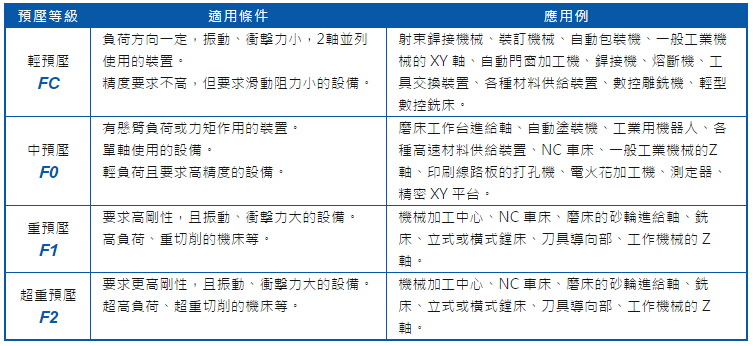 預壓等級
適用條件
應用例
輕預壓
FC
負荷方向一定，振動、衝擊力小，2軸並列
使用的裝置。
精度要求不高，但要求滑動阻力小的設備。
射束銲接機械、裝訂機械、自動包裝機、一般工業機
械的 XY 軸、自動門窗加工機、銲接機、熔斷機、工
具交換裝置、各種材料供給裝置、數控雕銑機、輕型
數控銑床。
中預壓
F0
有懸臂負荷或力矩作用的裝置。
單軸使用的設備。
輕負荷且要求高精度的設備。
磨床工作台進給軸、自動塗裝機、工業用機器人、各
種高速材料供給裝置、NC 車床、一般工業機械的Z
軸、印刷線路板的打孔機、電火花加工機、測定器、
精密 XY 平台。
重預壓
F1
要求高剛性，且振動、衝擊力大的設備。
高負荷、重切削的機床等。
機械加工中心、NC 車床、磨床的砂輪進給軸、銑
床、立式或橫式鏜床、刀具導向部、工作機械的 Z
軸。
超重預壓
F2
要求更高剛性，且振動、衝擊力大的設備。
超高負荷、超重切削的機床等。
機械加工中心、NC 車床、磨床的砂輪進給軸、銑
床、立式或橫式鏜床、刀具導向部、工作機械的 Z
軸。